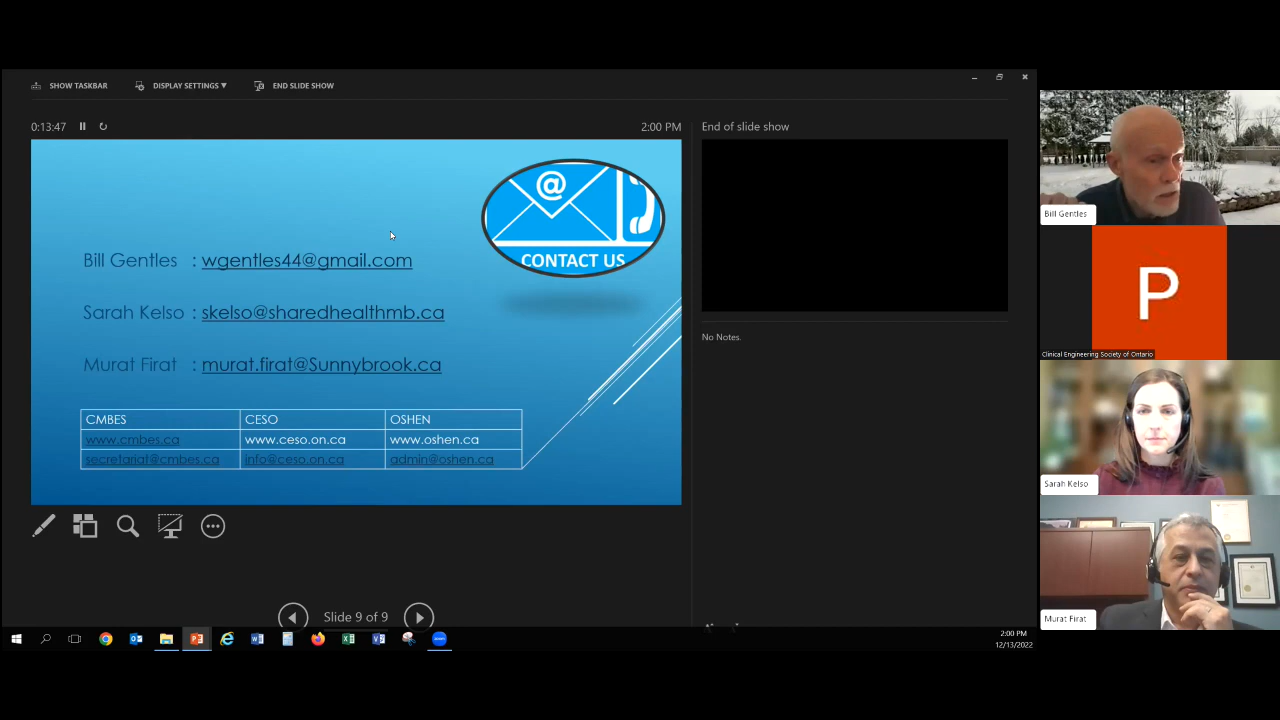 SHOW TASKBAR DISPLAY SETTINGS ▼ END SLIDE SHOW
0:13:47 2:00 PM
End of slide show
@
CONTACT US
Bill Gentles : wgentles44@gmail.com
Sarah Kelso : skelso@sharedhealthmb.ca
Murat Firat : murat.firat@Sunnybrook.ca
CMBES CESO OSHEN
www.cmbes.ca www.ceso.on.ca www.oshen.ca
secretariat@cmbes.ca info@ceso.on.ca admin@oshen.ca
No Notes.
Slide 9 of 9
2:00 PM
12/13/2022
Bill Gentles
P
Clinical Engineering Society of Ontario
Sarah Kelso
Murat Firat